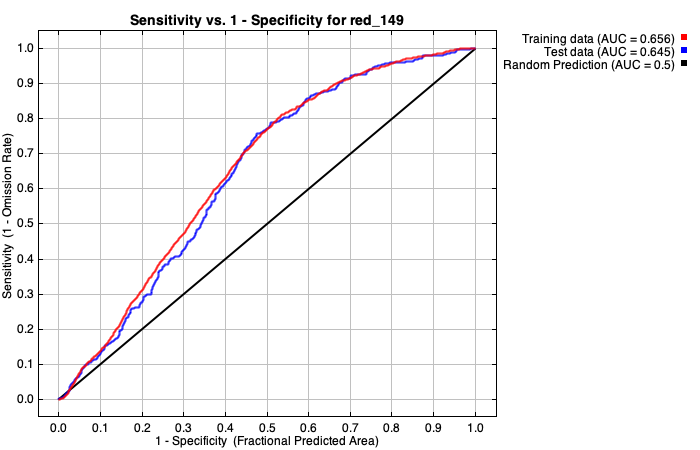 Sensitivity vs. 1 - Specificity for red_149
Training data (AUC = 0.656)
Test data (AUC = 0.645)
Random Prediction (AUC = 0.5)
Sensitivity (1 - Omission Rate)
1.0
0.9
0.8
0.7
0.6
0.5
0.4
0.3
0.2
0.1
0.0
0.0 0.1 0.2 0.3 0.4 0.5 0.6 0.7 0.8 0.9 1.0
1 - Specificity (Fractional Predicted Area)